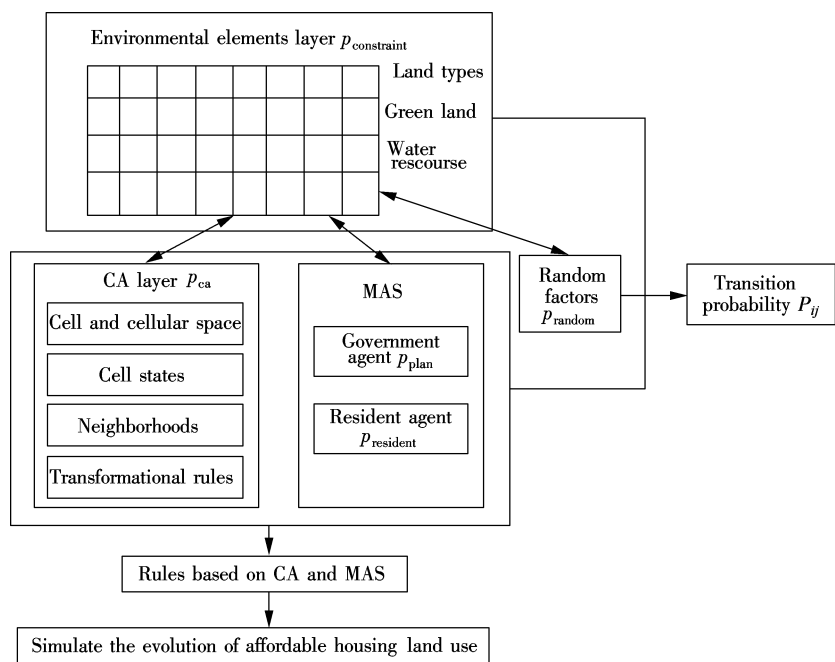 Environmental elements layer p_constraint
Land types
Green land
Water
rescourse
CA layer p_ca
Cell and cellular space
Cell states
Neighborhoods
Transformational rules
MAS
Government
agent p_plan
Resident agent
p_resident
Random
factors
p_random
Transition
probability P_ij
Rules based on CA and MAS
Simulate the evolution of affordable housing land use